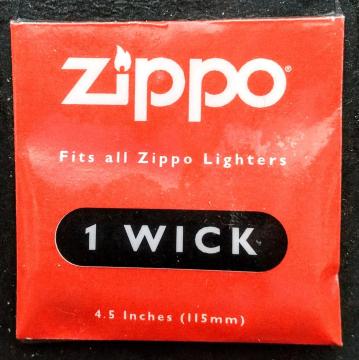 zippo®
Fits all Zippo Lighters
1 WICK
4.5 Inches (115mm)